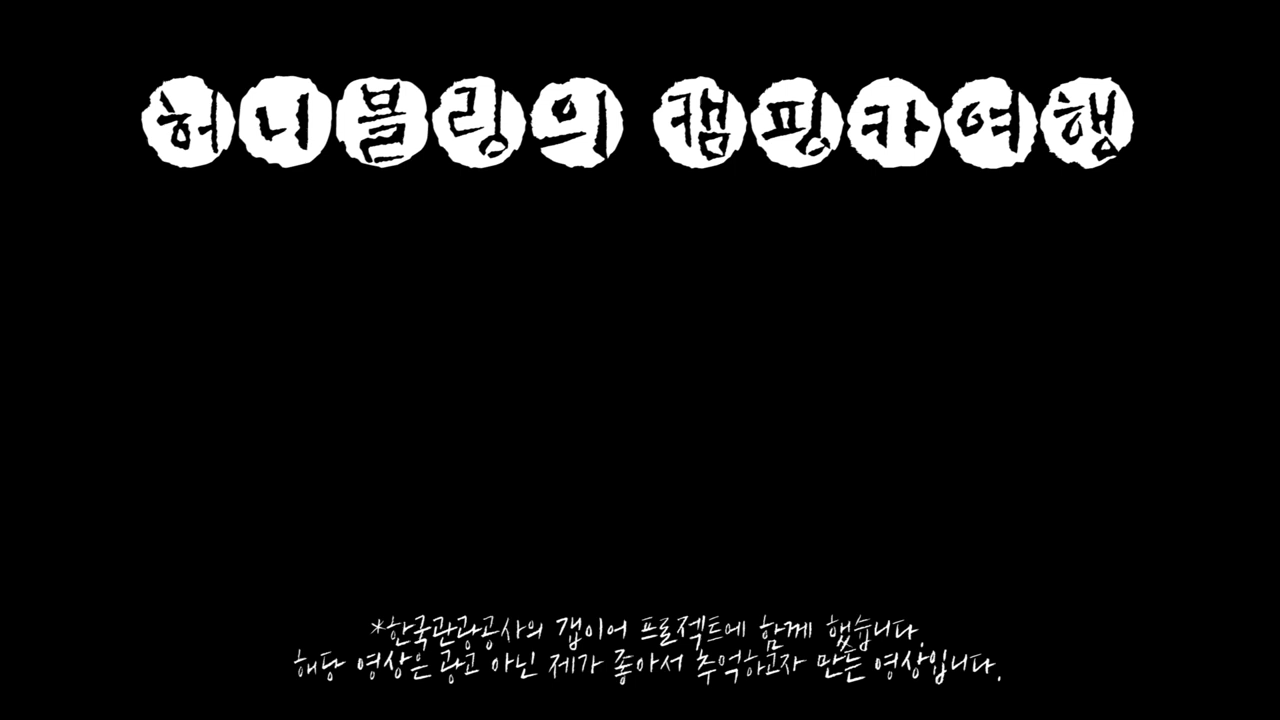 허니블링의 캠핑카여행
*한국관광공사의 갭이어 프로젝트에 함께 했습니다.
해당 영상은 광고 아닌 제가 좋아서 추억하고자 만든 영상입니다.